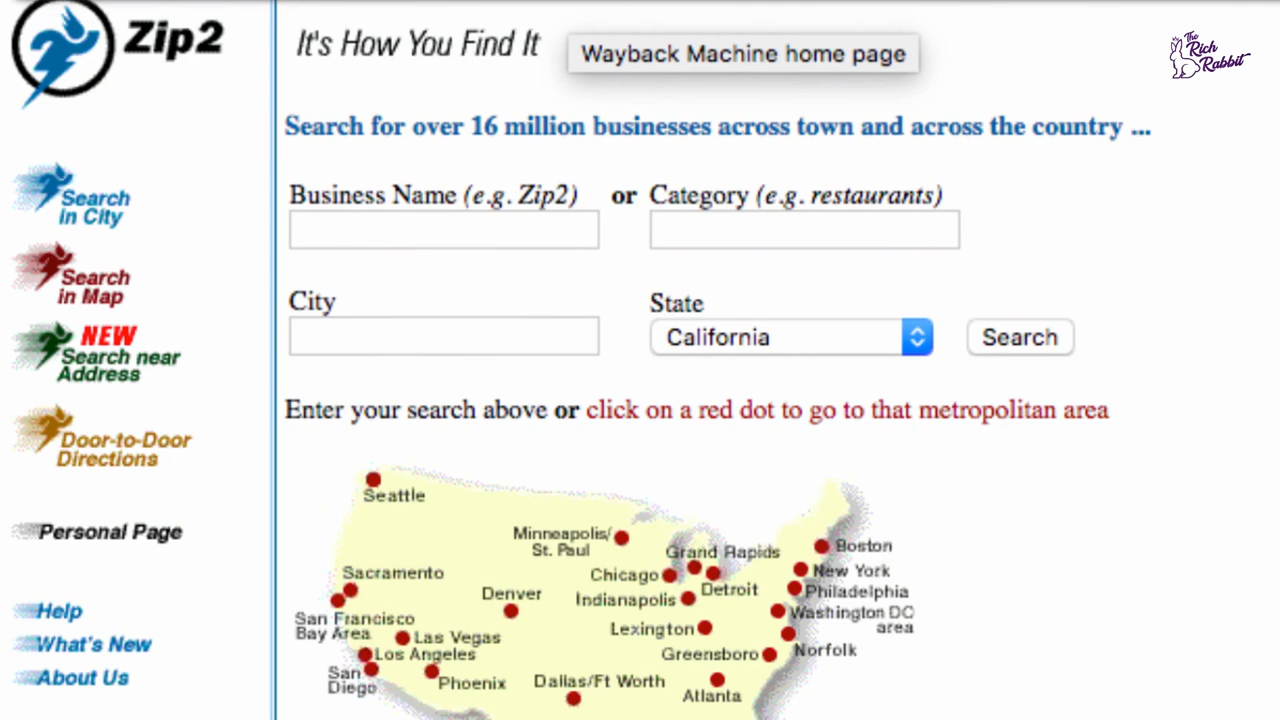 Zip2
It's How You Find It
Wayback Machine home page
The
Rich
Rabbit
Search for over 16 million businesses across town and across the country ...
Search
in City
Search
in Map
NEW
Search near
Address
Door-to-Door
Directions
Personal Page
Help
What's New
About Us
Business Name (e.g. Zip2) or Category (e.g. restaurants)
City
State
California
Search
Enter your search above or click on a red dot to go to that metropolitan area
Seattle
Minneapolis/
St. Paul
Grand Rapids
Boston
New York
Chicago
Detroit
Philadelphia
Sacramento
Denver
Indianapolis
Washington DC
area
San Francisco
Bay Area
Las Vegas
Lexington
Norfolk
Los Angeles
Greensboro
San
Diego
Phoenix
Dallas/Ft Worth
Atlanta